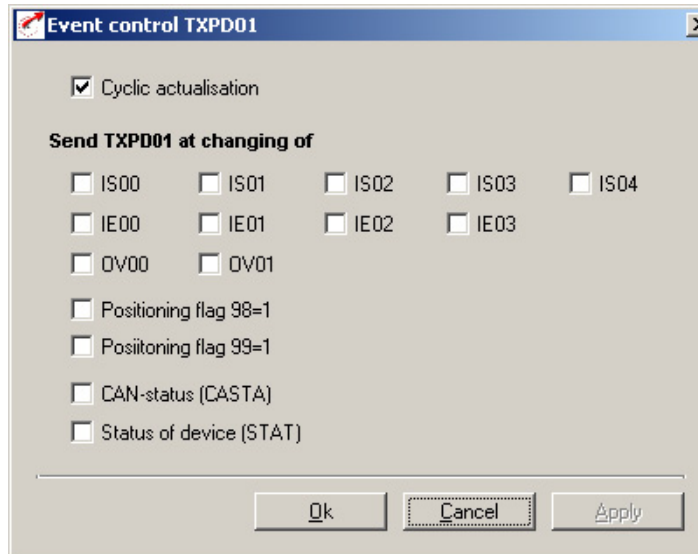 Event control TXPD01
Cyclic actualisation
Send TXPD01 at changing of
IS00 IS01 IS02 IS03 IS04
IE00 IE01 IE02 IE03
OV00 OV01
Positioning flag 98=1
Posiitoning flag 99=1
CAN-status (CASTA)
Status of device (STAT)
Ok Cancel Apply